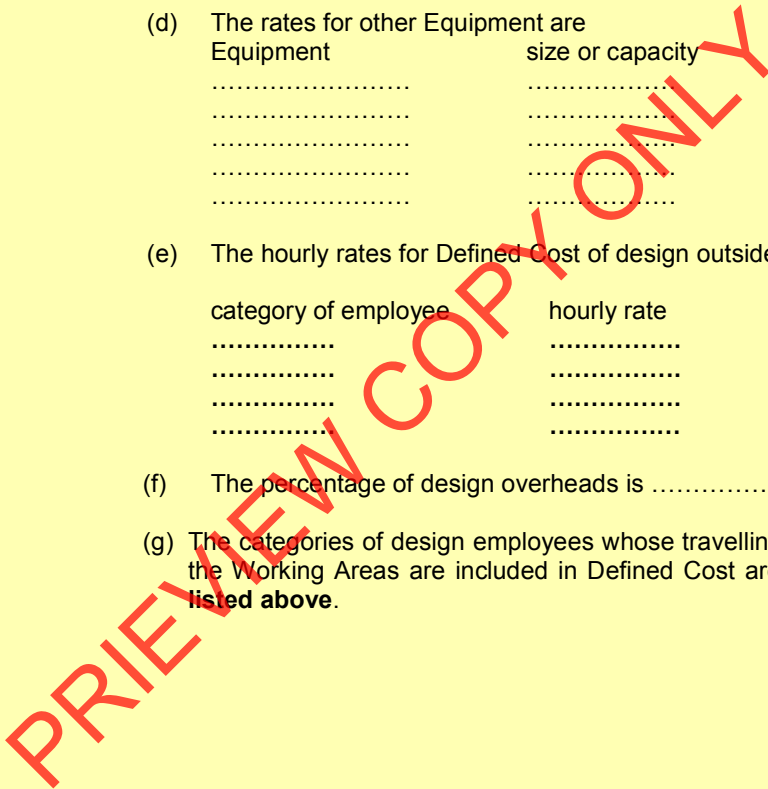 (d) The rates for other Equipment are
Equipment size or capacity
…………………… ………………
…………………… ………………
…………………… ………………
…………………… ………………
…………………… ………………
(e) The hourly rates for Defined Cost of design outside
category of employee hourly rate
…………… …………….
…………… …………….
…………… …………….
…………… …………….
(f) The percentage of design overheads is ……………
(g) The categories of design employees whose travellin
the Working Areas are included in Defined Cost ar
listed above.
PRIEVIEW COPY ONLY